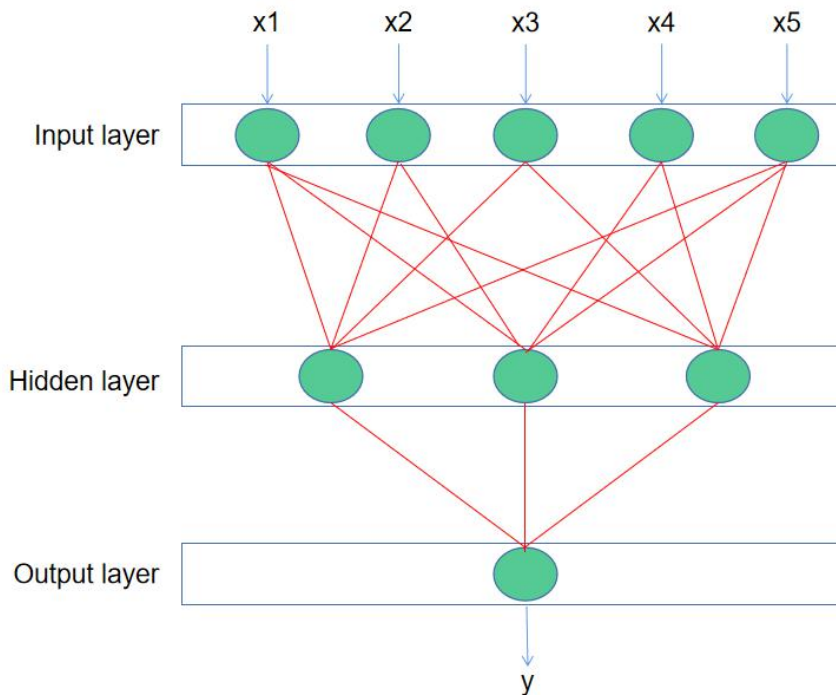 x1 x2 x3 x4 x5
Input layer
Hidden layer
Output layer
y